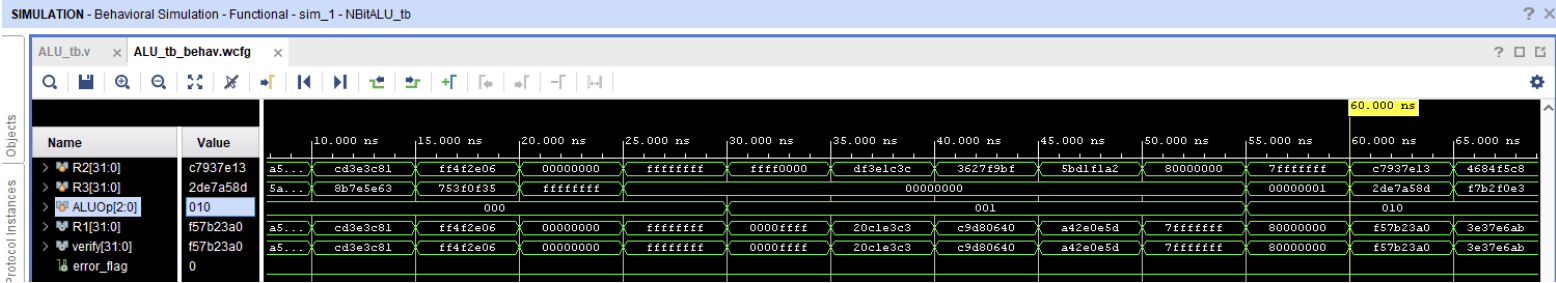 SIMULATION - Behavioral Simulation - Functional - sim_1 - NBitALU_tb
ALU_tb.v × ALU_tb_behav.wcfg ×
Objects
Protocol Instances
60.000 ns
Name Value 10.000 ns 15.000 ns 20.000 ns 25.000 ns 30.000 ns 35.000 ns 40.000 ns 45.000 ns 50.000 ns 55.000 ns 60.000 ns 65.000 ns
R2[31:0] c7937e13 a5... cd3e3c81 ff4f2e06 00000000 ffffffff ffff0000 df3e1c3c 3627f9bf 5bd1f1a2 80000000 7fffffff c7937e13 4684f5c8
R3[31:0] 2de7a58d 5a... 8b7e5e63 753f0f35 ffffffff 00000000 00000001 2de7a58d f7b2f0e3
ALUOp[2:0] 010 000 001 010
R1[31:0] f57b23a0 a5... cd3e3c81 ff4f2e06 00000000 ffffffff 0000ffff 20c1e3c3 c9d80640 a42e0e5d 7fffffff 80000000 f57b23a0 3e37e6ab
verify[31:0] f57b23a0 a5... cd3e3c81 ff4f2e06 00000000 ffffffff 0000ffff 20c1e3c3 c9d80640 a42e0e5d 7fffffff 80000000 f57b23a0 3e37e6ab
error_flag 0